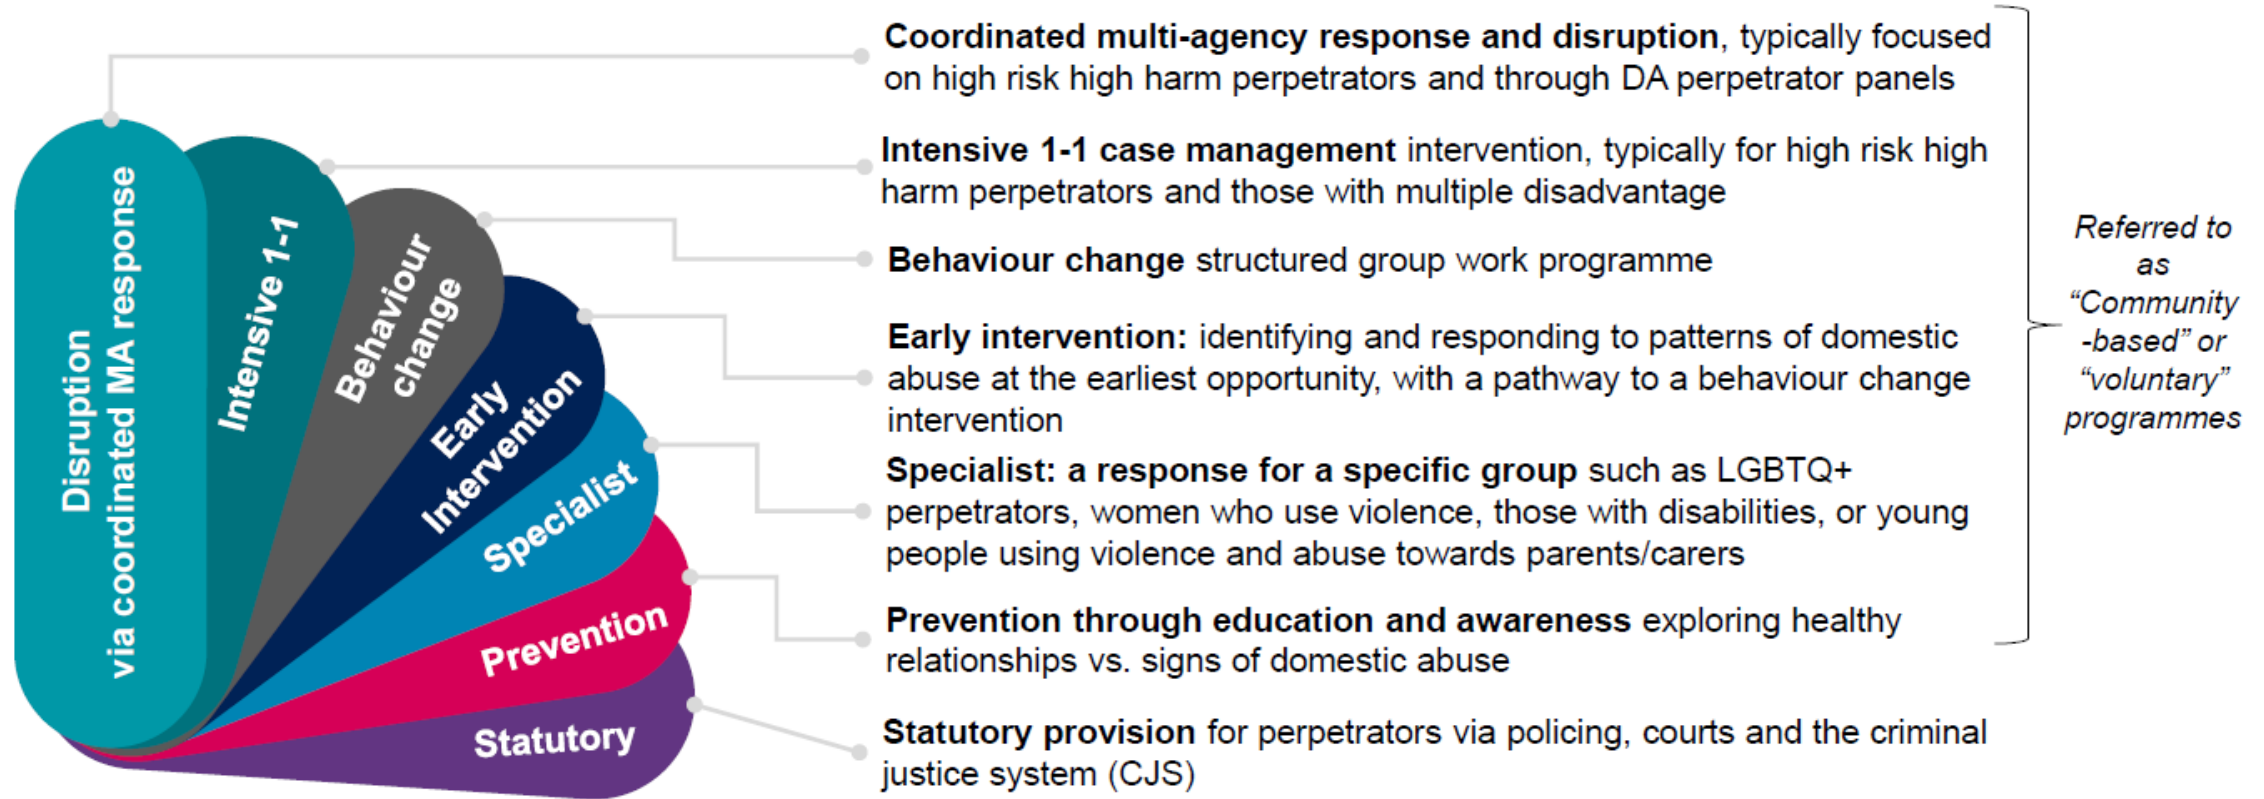 Coordinated multi-agency response and disruption, typically focused
on high risk high harm perpetrators and through DA perpetrator panels
Intensive 1-1 case management intervention, typically for high risk high
harm perpetrators and those with multiple disadvantage
Behaviour change structured group work programme
Early intervention: identifying and responding to patterns of domestic
abuse at the earliest opportunity, with a pathway to a behaviour change
intervention
Specialist: a response for a specific group such as LGBTQ+
perpetrators, women who use violence, those with disabilities, or young
people using violence and abuse towards parents/carers
Prevention through education and awareness exploring healthy
relationships vs. signs of domestic abuse
Statutory provision for perpetrators via policing, courts and the criminal
justice system (CJS)
Disruption
via coordinated MA response
Intensive 1-1
Behaviour
change
Early
Intervention
Specialist
Prevention
Statutory
Referred to
as
“Community
-based” or
“voluntary”
programmes